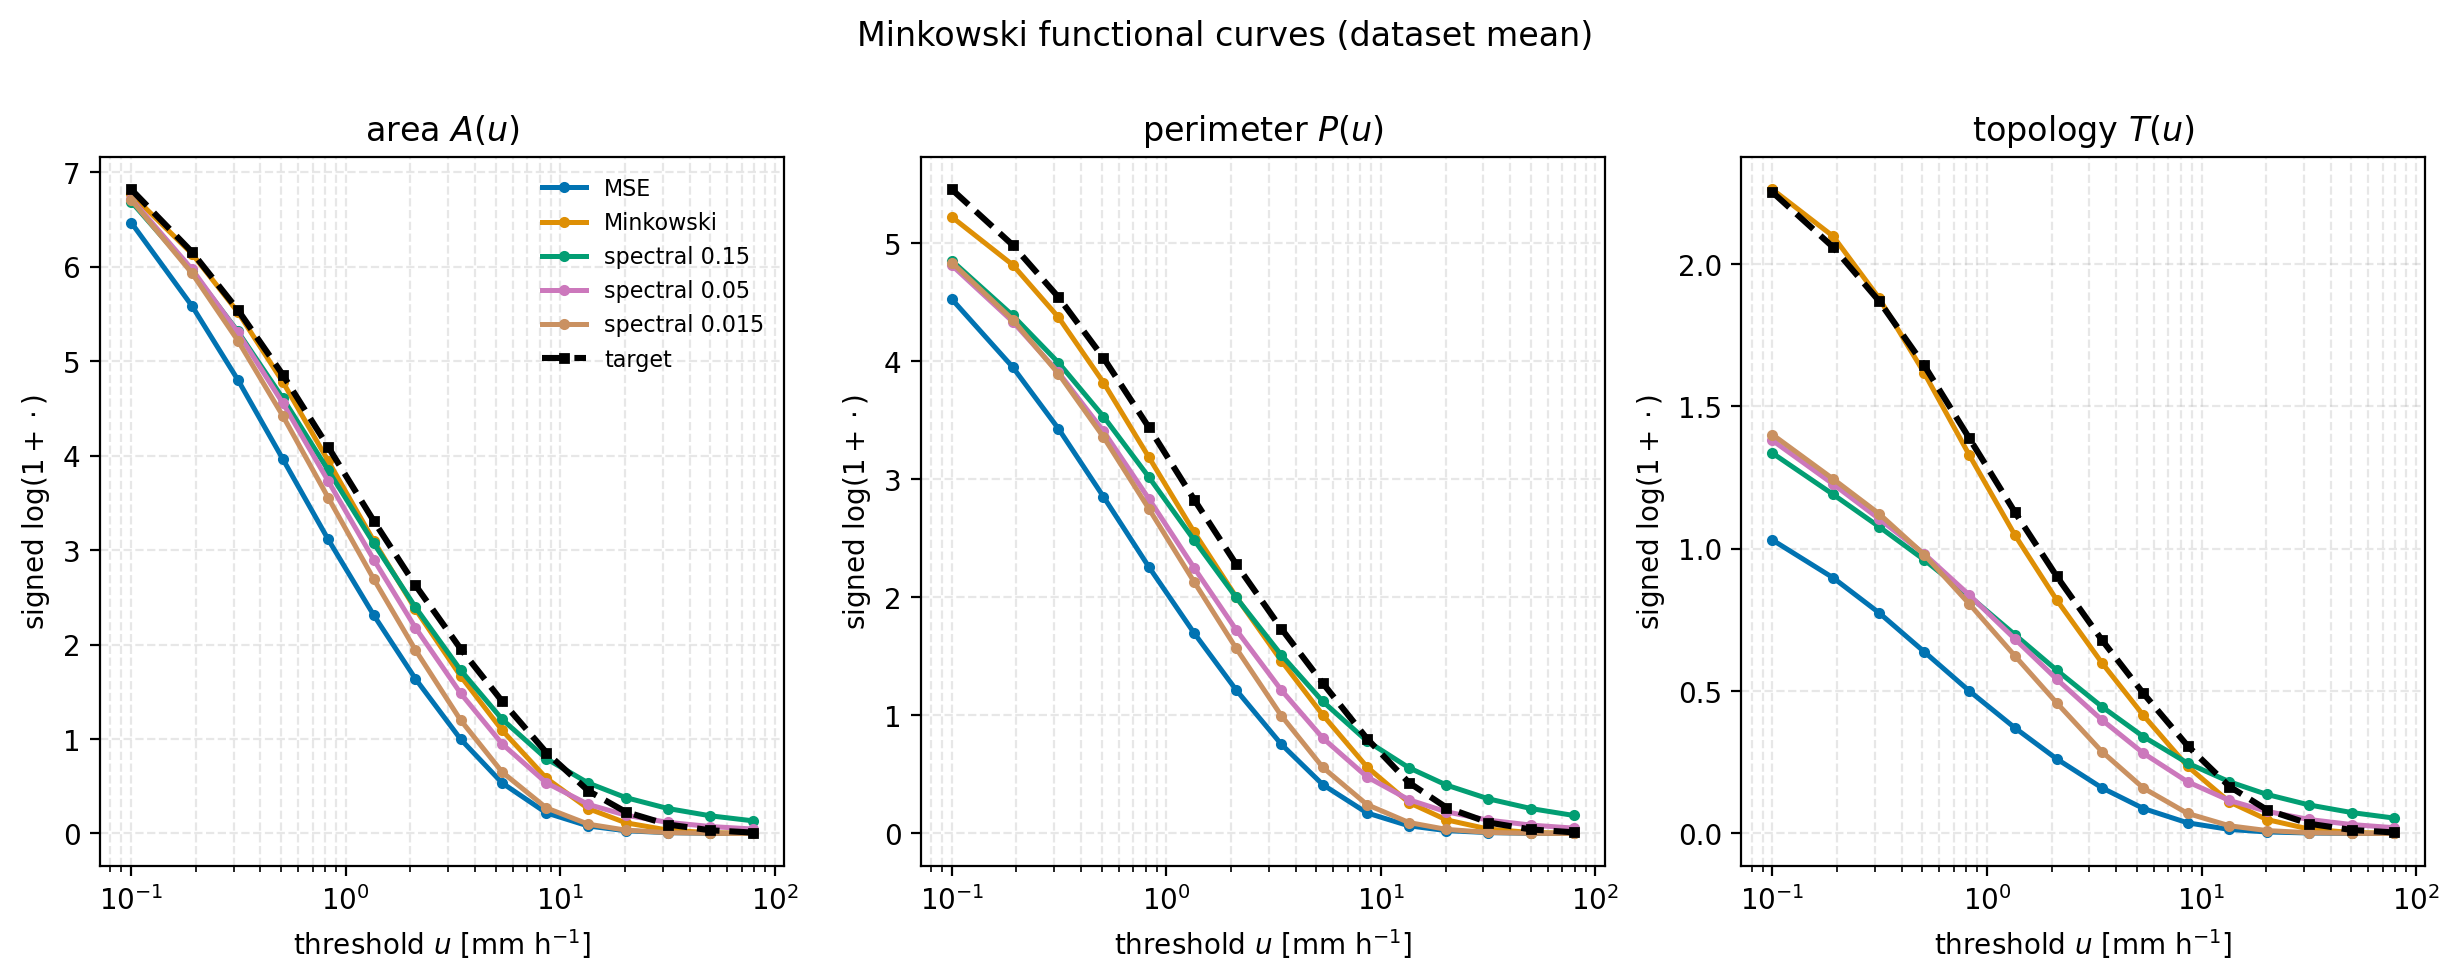 Minkowski functional curves (dataset mean)
area A(u)
signed log(1 + · )
7
6
5
4
3
2
1
0
MSE
Minkowski
spectral 0.15
spectral 0.05
spectral 0.015
target
10⁻¹ 10⁰ 10¹ 10²
threshold u [mm h⁻¹]
perimeter P(u)
signed log(1 + · )
5
4
3
2
1
0
10⁻¹ 10⁰ 10¹ 10²
threshold u [mm h⁻¹]
topology T(u)
signed log(1 + · )
2.0
1.5
1.0
0.5
0.0
10⁻¹ 10⁰ 10¹ 10²
threshold u [mm h⁻¹]